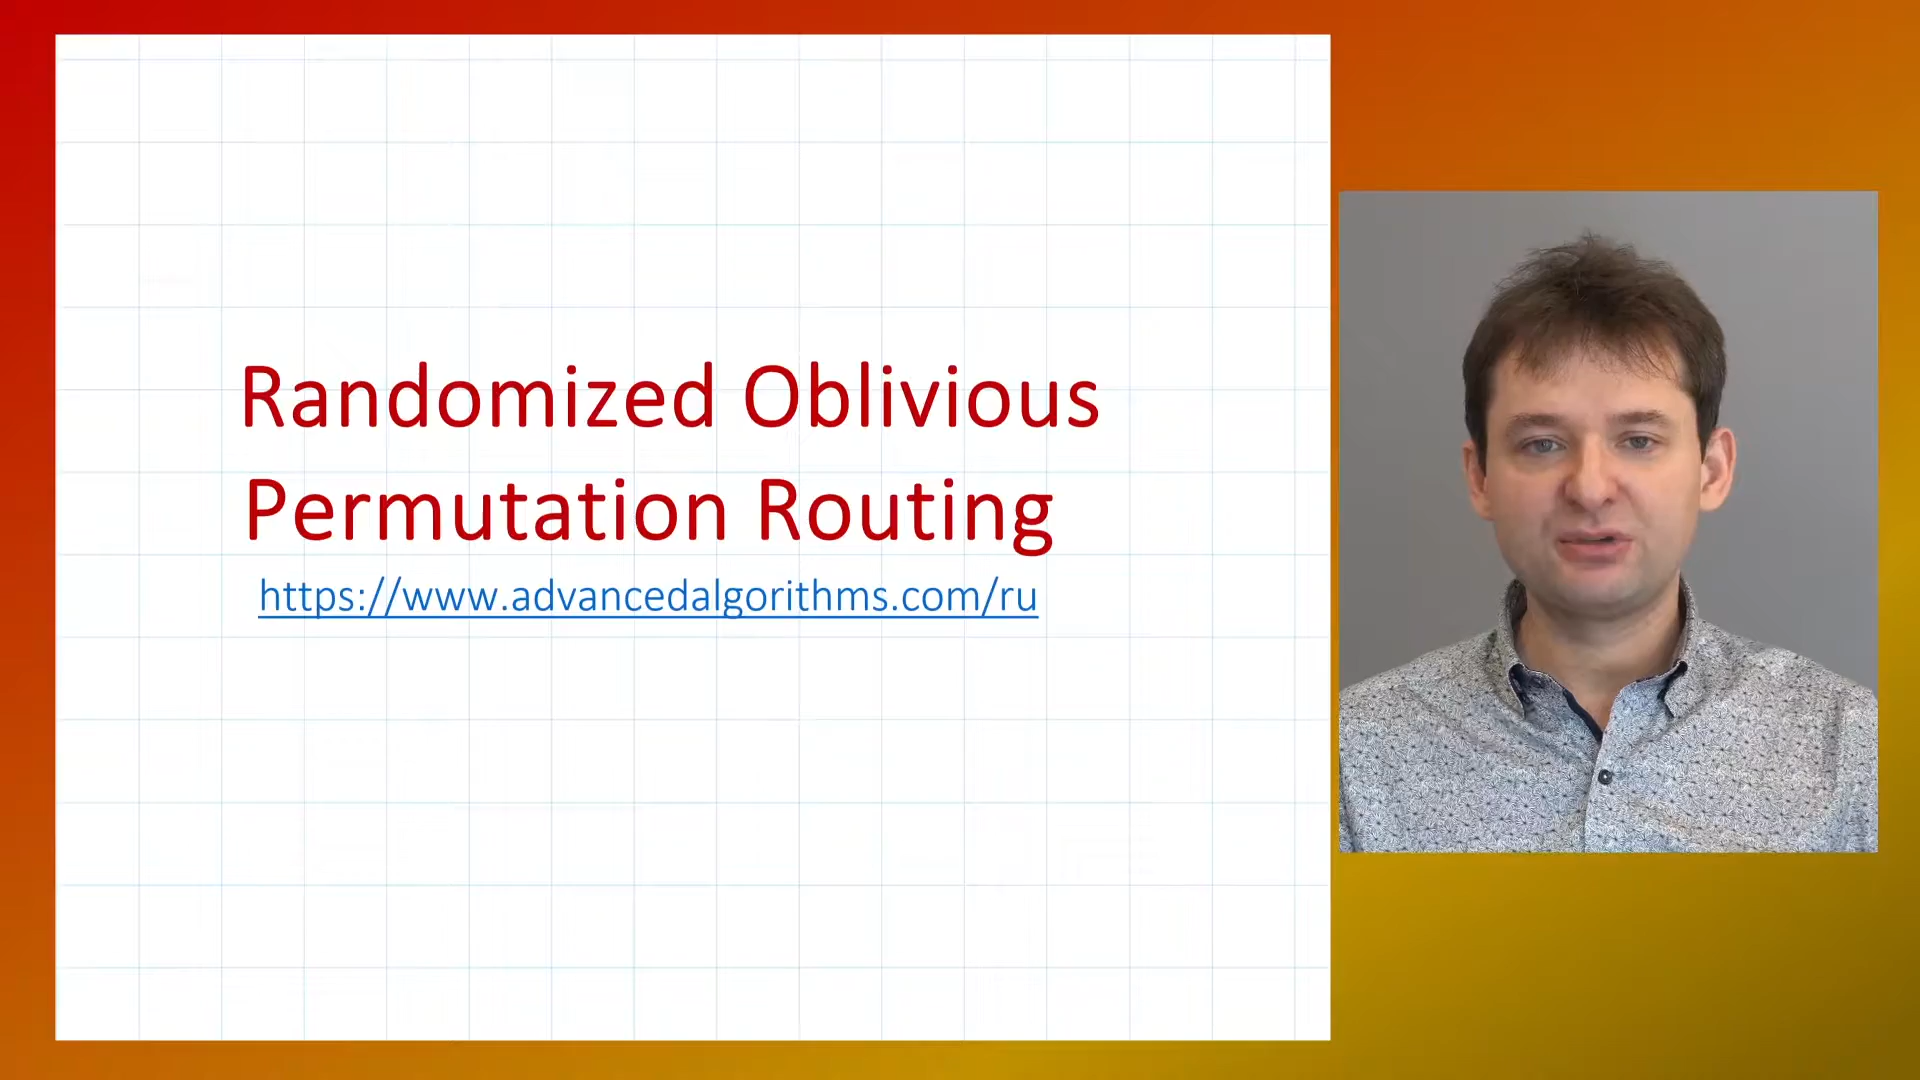 Randomized Oblivious
Permutation Routing
https://www.advancedalgorithms.com/ru